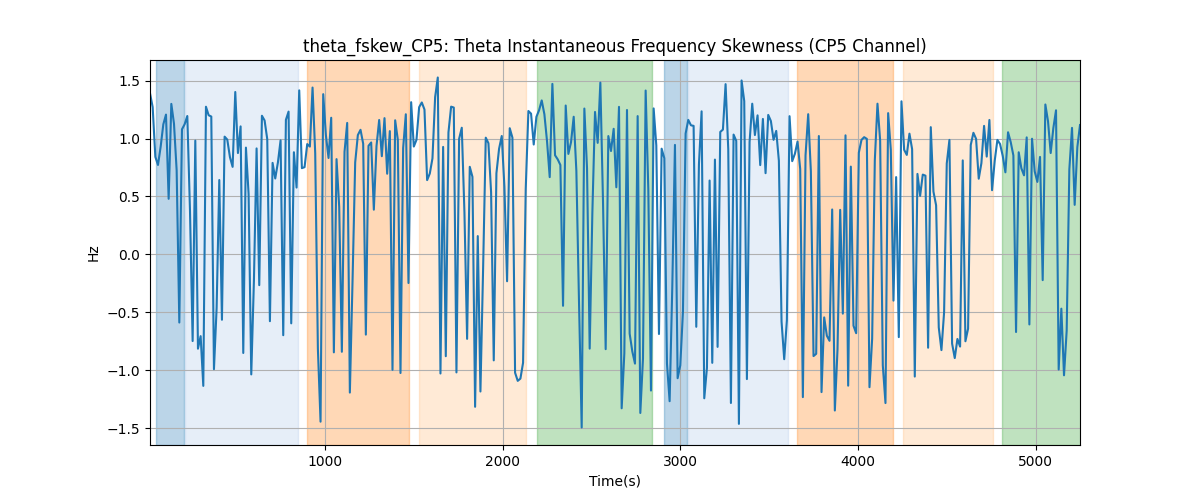 theta_fskew_CP5: Theta Instantaneous Frequency Skewness (CP5 Channel)
1.5
1.0
0.5
0.0
−0.5
−1.0
−1.5
Hz
1000 2000 3000 4000 5000
Time(s)